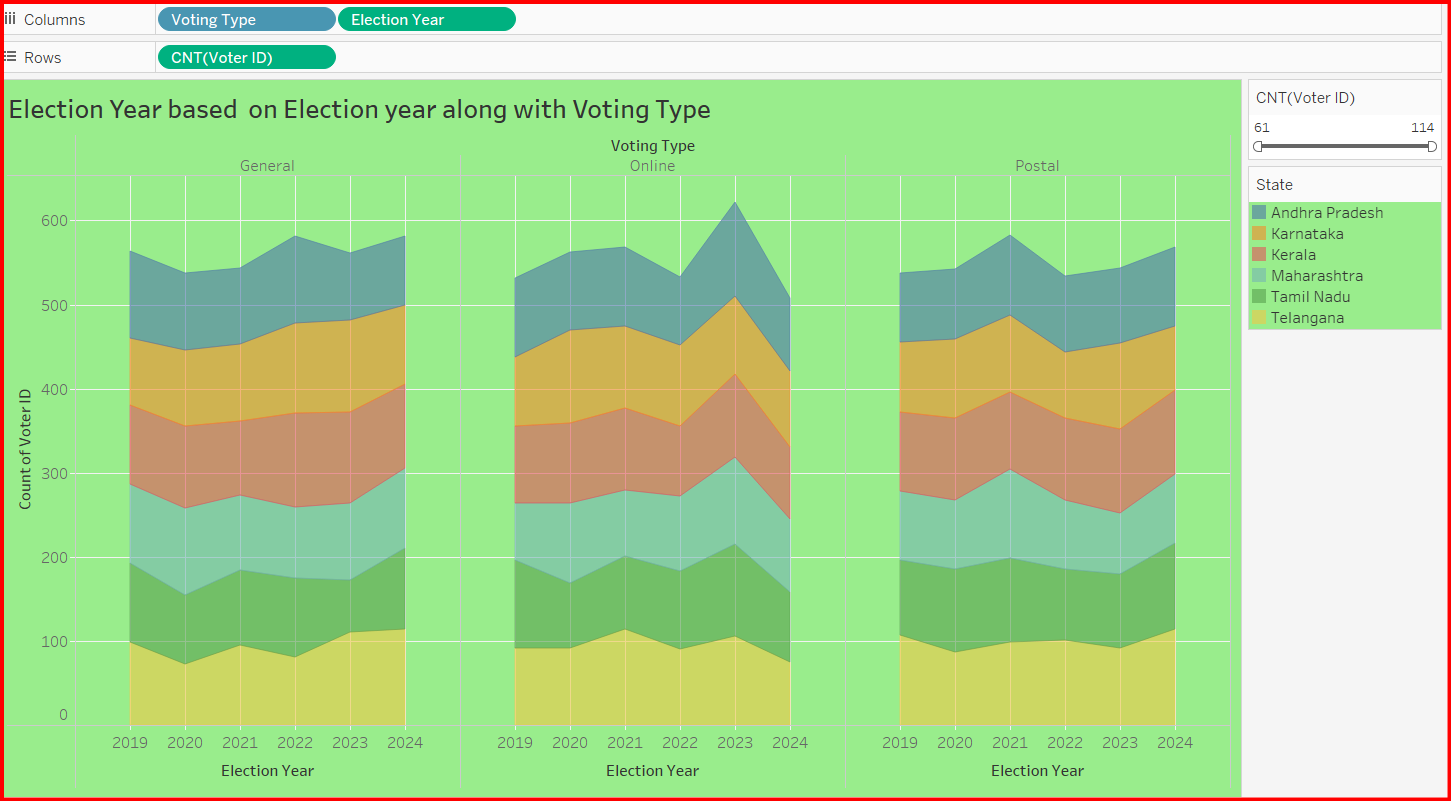 Columns Voting Type Election Year
Rows CNT(Voter ID)
Election Year based  on Election year along with Voting Type
Voting Type
General Online Postal
Count of Voter ID
600
500
400
300
200
100
0
2019 2020 2021 2022 2023 2024 2019 2020 2021 2022 2023 2024 2019 2020 2021 2022 2023 2024
Election Year Election Year Election Year
CNT(Voter ID)
61 114
State
Andhra Pradesh
Karnataka
Kerala
Maharashtra
Tamil Nadu
Telangana